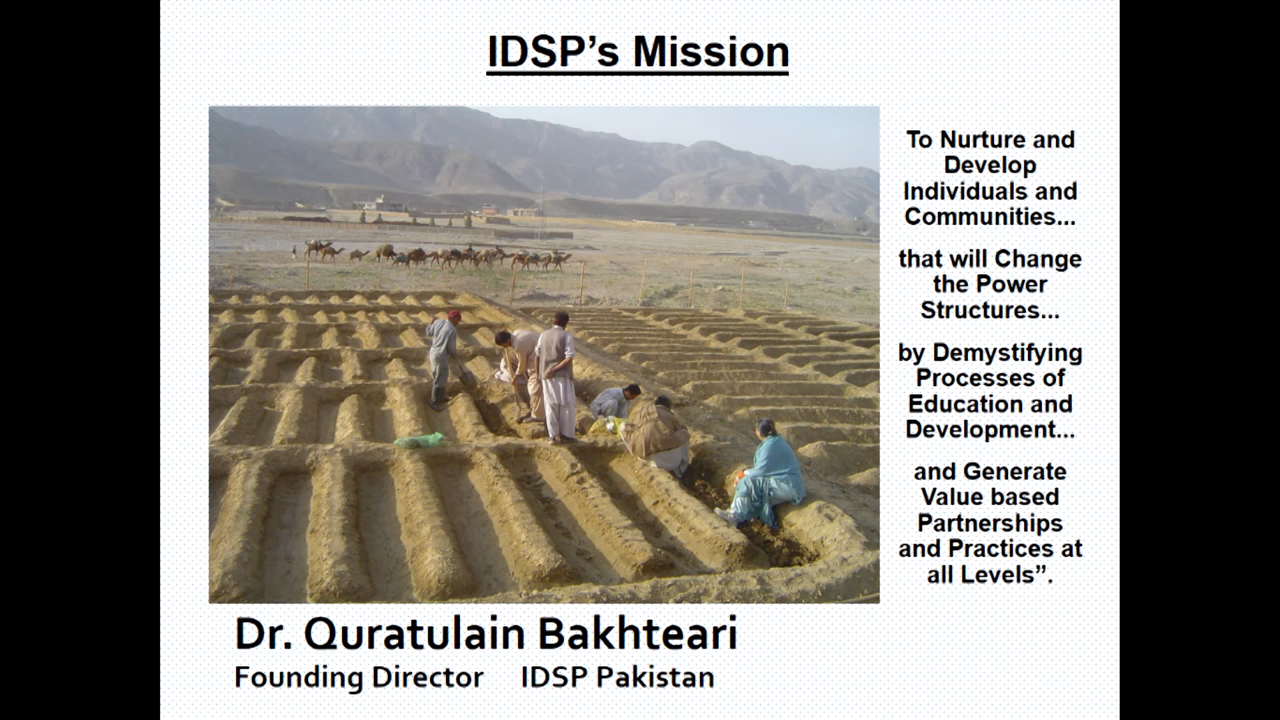 IDSP’s Mission
To Nurture and
Develop
Individuals and
Communities...
that will Change
the Power
Structures...
by Demystifying
Processes of
Education and
Development...
and Generate
Value based
Partnerships
and Practices at
all Levels”.
Dr. Quratulain Bakhteari
Founding Director IDSP Pakistan